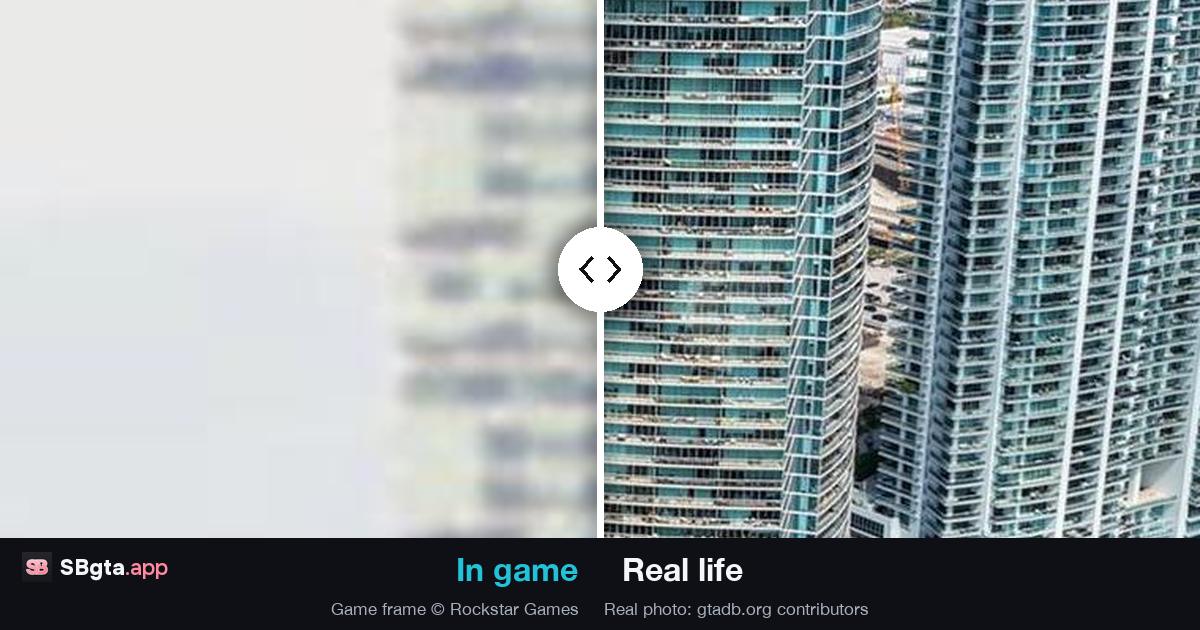 SB SBgta.app
In game
Real life
Game frame © Rockstar Games
Real photo: gtadb.org contributors